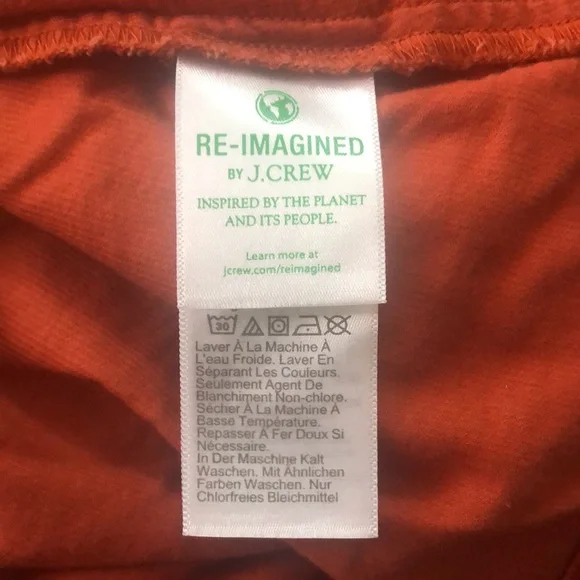 RE-IMAGINED
BY J.CREW
INSPIRED BY THE PLANET
AND ITS PEOPLE.
Learn more at
jcrew.com/reimagined
30
Laver À La Machine À
L'eau Froide. Laver En
Séparant Les Couleurs.
Seulement Agent De
Blanchiment Non-chlore.
Sécher À La Machine À
Basse Température.
Repasser À Fer Doux Si
Nécessaire.
In Der Maschine Kalt
Waschen. Mit Ähnlichen
Farben Waschen. Nur
Chlorfreies Bleichmittel